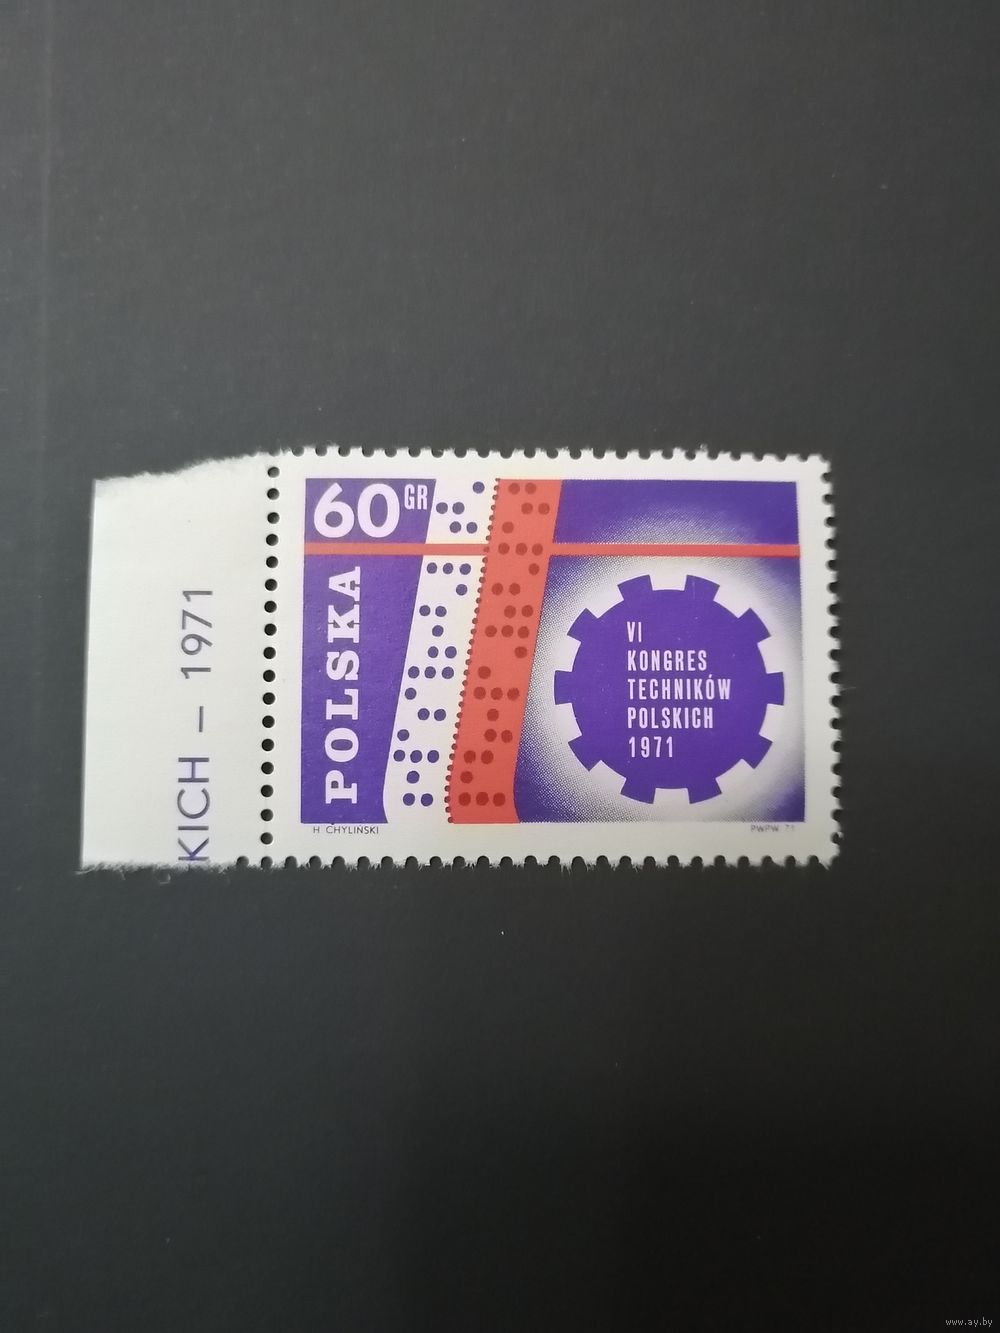 KICH – 1971
60 GR
POLSKA
VI
KONGRES
TECHNIKÓW
POLSKICH
1971
H CHYLIŃSKI
PWPW 71
www.ay.by